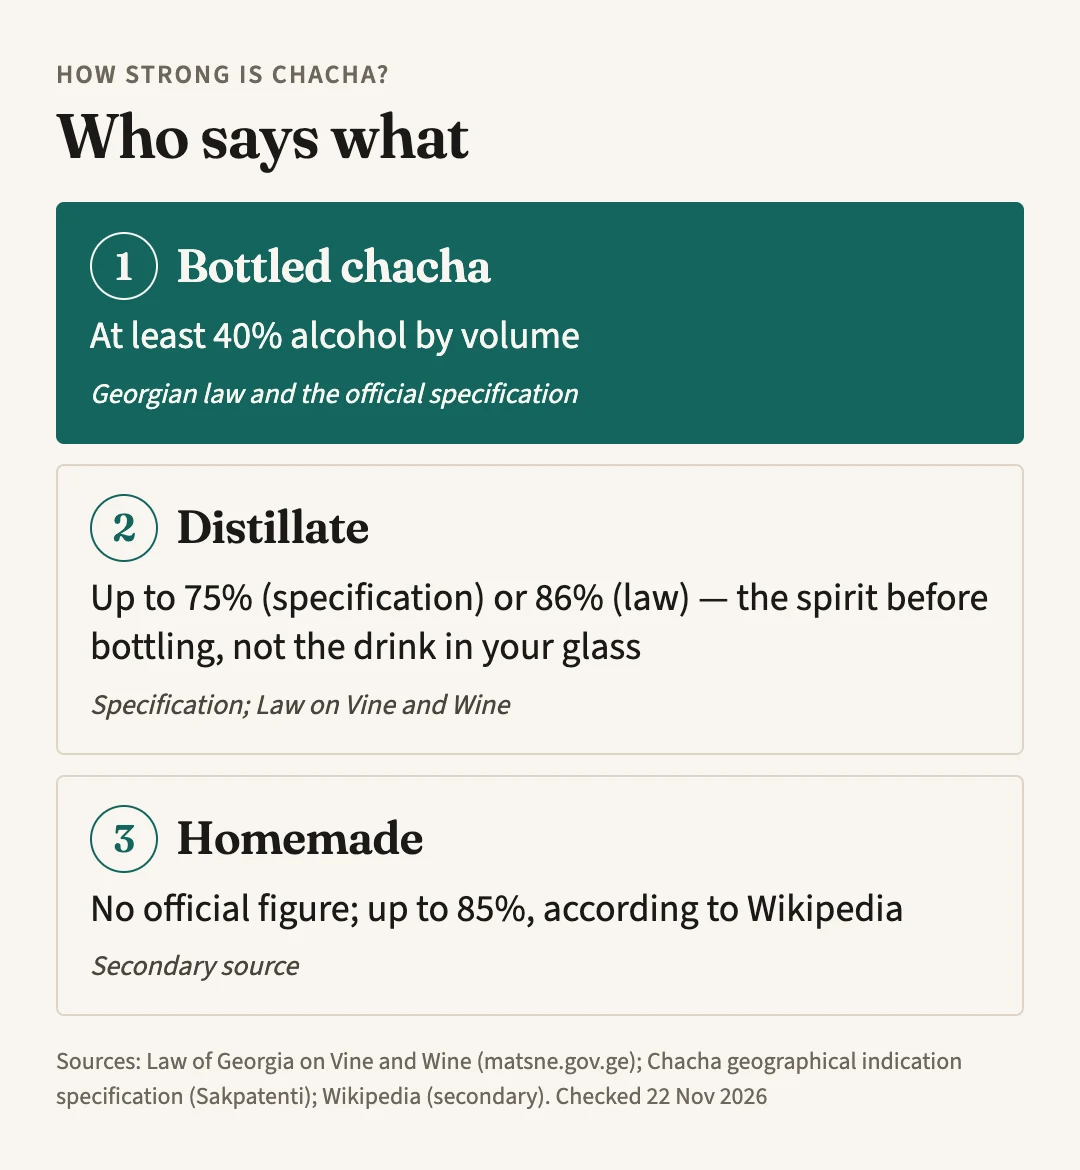 HOW STRONG IS CHACHA?
Who says what
1 Bottled chacha
At least 40% alcohol by volume
Georgian law and the official specification
2 Distillate
Up to 75% (specification) or 86% (law) — the spirit before
bottling, not the drink in your glass
Specification; Law on Vine and Wine
3 Homemade
No official figure; up to 85%, according to Wikipedia
Secondary source
Sources: Law of Georgia on Vine and Wine (matsne.gov.ge); Chacha geographical indication
specification (Sakpatenti); Wikipedia (secondary). Checked 22 Nov 2026